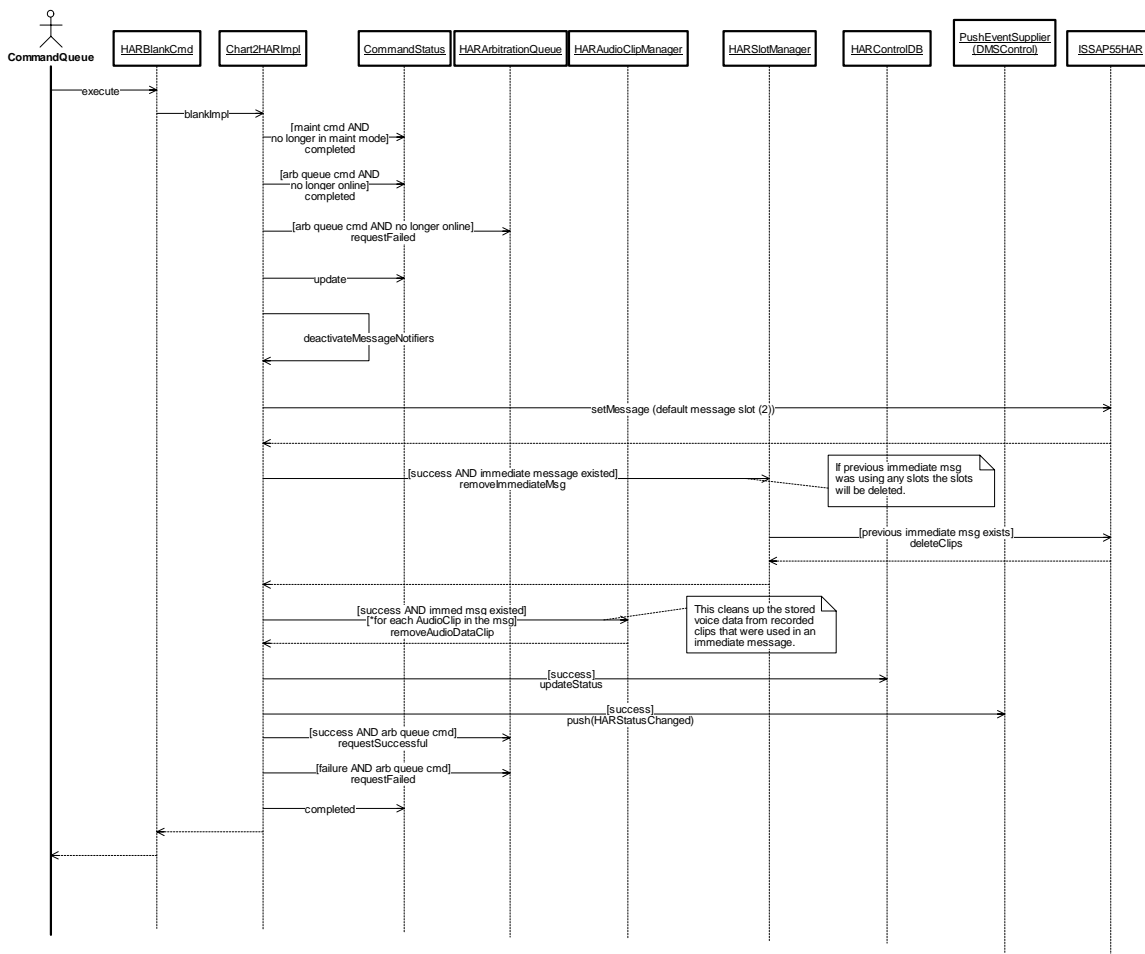 CommandQueue
HARBlankCmd
Chart2HARImpl
CommandStatus
HARArbitrationQueue
HARAudioClipManager
HARSlotManager
HARControlDB
PushEventSupplier
(DMSControl)
ISSAP55HAR
execute
blankImpl
[maint cmd AND
no longer in maint mode]
completed
[arb queue cmd AND
no longer online]
completed
[arb queue cmd AND no longer online]
requestFailed
update
deactivateMessageNotifiers
setMessage (default message slot (2))
[success AND immediate message existed]
removeImmediateMsg
If previous immediate msg
was using any slots the slots
will be deleted.
[previous immediate msg exists]
deleteClips
[success AND immed msg existed]
[*for each AudioClip in the msg]
removeAudioDataClip
This cleans up the stored
voice data from recorded
clips that were used in an
immediate message.
[success]
updateStatus
[success]
push(HARStatusChanged)
[success AND arb queue cmd]
requestSuccessful
[failure AND arb queue cmd]
requestFailed
completed